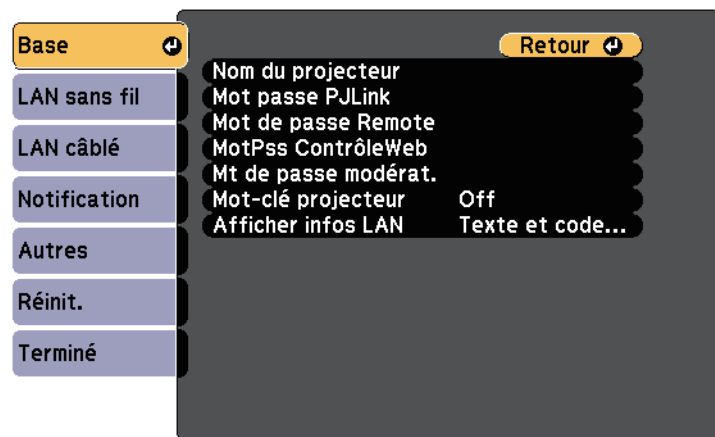 Base
LAN sans fil
LAN câblé
Notification
Autres
Réinit.
Terminé
Retour
Nom du projecteur
Mot passe PJLink
Mot de passe Remote
MotPss ContrôleWeb
Mt de passe modérat.
Mot-clé projecteur Off
Afficher infos LAN Texte et code...